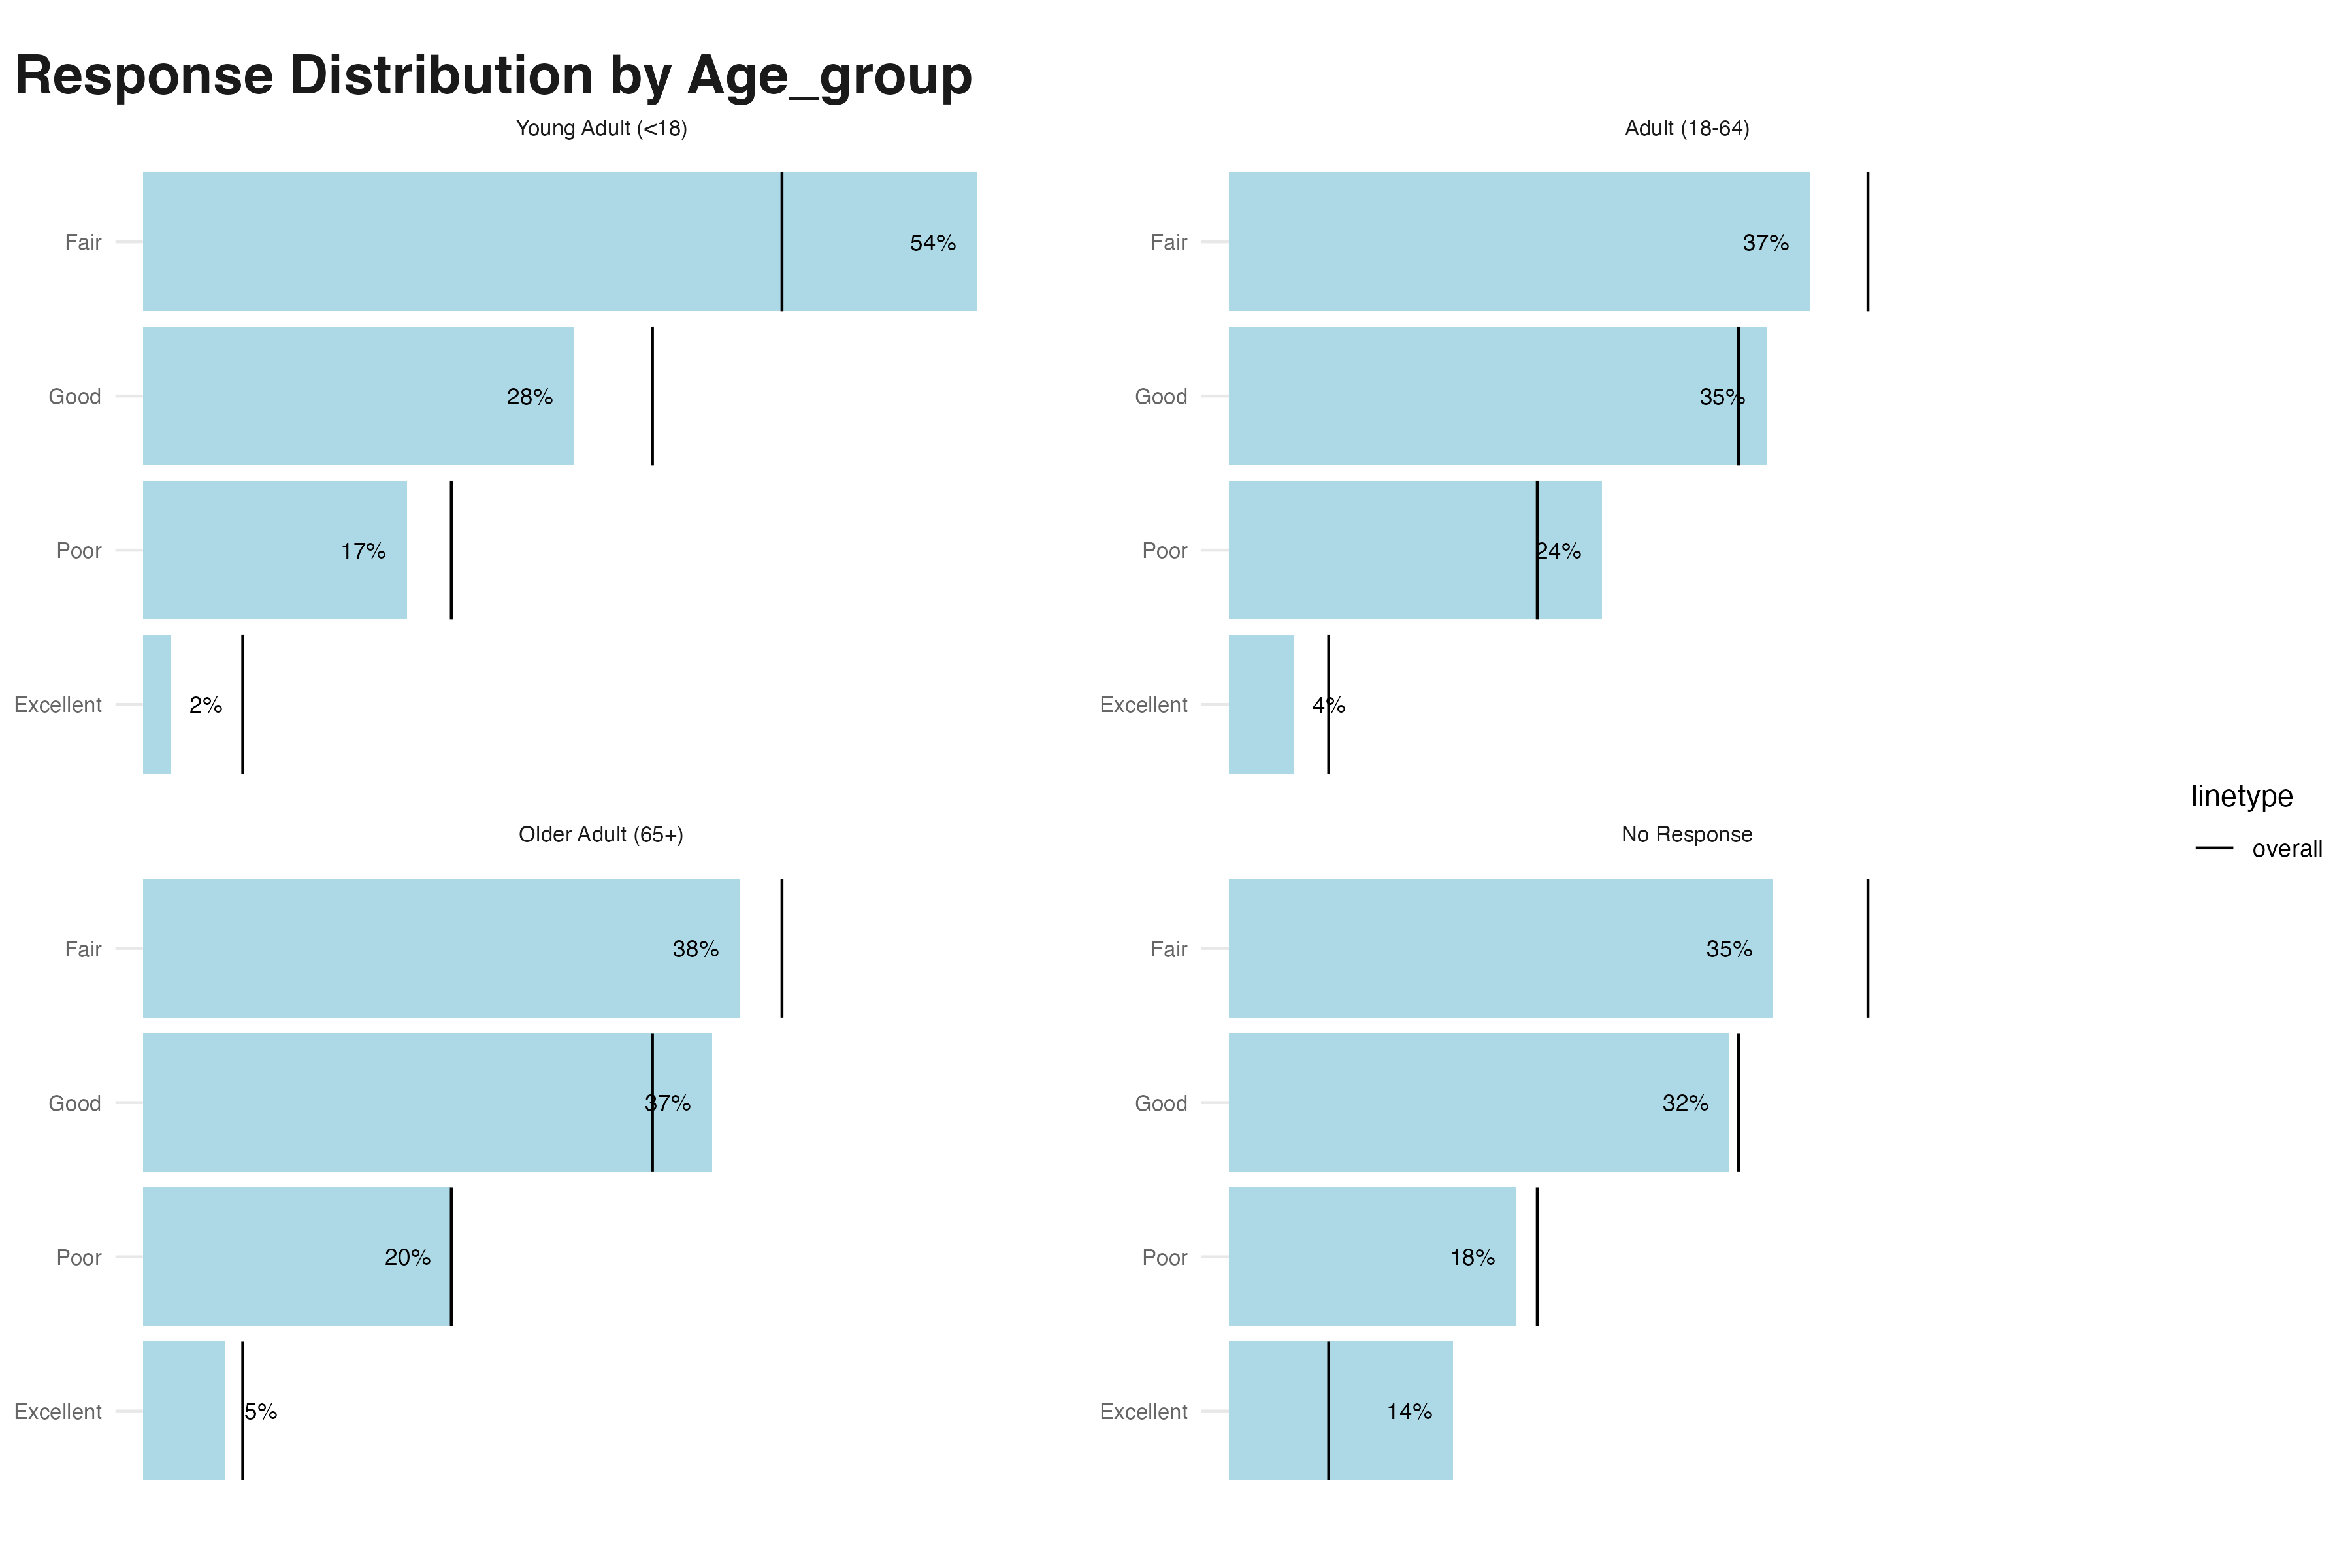 Response Distribution by Age_group
Young Adult (<18)
Fair
54%
Good
28%
Poor
17%
Excellent
2%
Adult (18-64)
Fair
37%
Good
35%
Poor
24%
Excellent
4%
Older Adult (65+)
Fair
38%
Good
37%
Poor
20%
Excellent
5%
No Response
Fair
35%
Good
32%
Poor
18%
Excellent
14%
linetype
overall